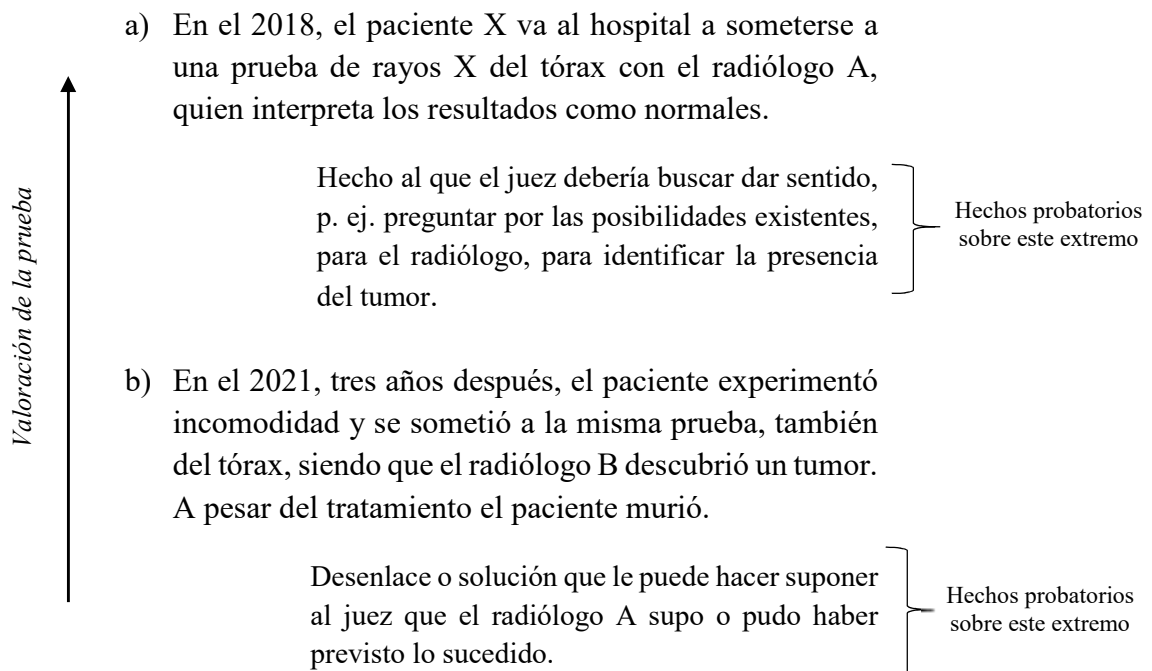 a) En el 2018, el paciente X va al hospital a someterse a
una prueba de rayos X del tórax con el radiólogo A,
quien interpreta los resultados como normales.
Hecho al que el juez debería buscar dar sentido,
p. ej. preguntar por las posibilidades existentes,
para el radiólogo, para identificar la presencia
del tumor.
Hechos probatorios
sobre este extremo
Valoración de la prueba
b) En el 2021, tres años después, el paciente experimentó
incomodidad y se sometió a la misma prueba, también
del tórax, siendo que el radiólogo B descubrió un tumor.
A pesar del tratamiento el paciente murió.
Desenlace o solución que le puede hacer suponer
al juez que el radiólogo A supo o pudo haber
previsto lo sucedido.
Hechos probatorios
sobre este extremo